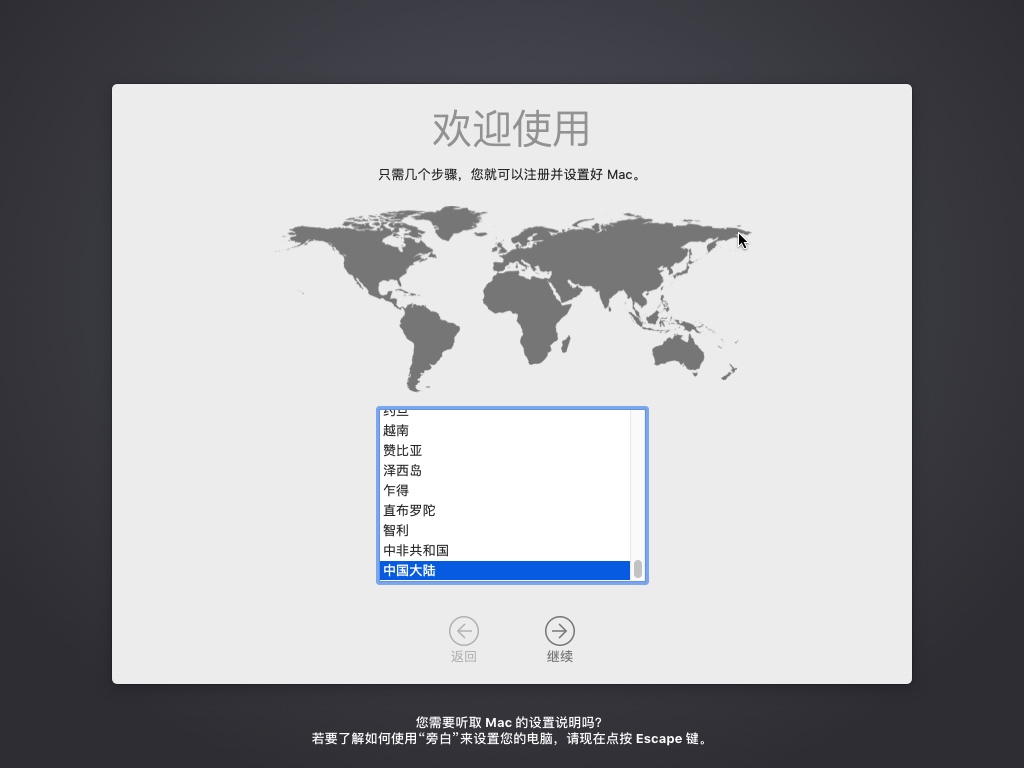 欢迎使用
只需几个步骤，您就可以注册并设置好 Mac。
约旦
越南
赞比亚
泽西岛
乍得
直布罗陀
智利
中非共和国
中国大陆
返回
继续
您需要听取 Mac 的设置说明吗？
若要了解如何使用“旁白”来设置您的电脑，请现在点按 Escape 键。